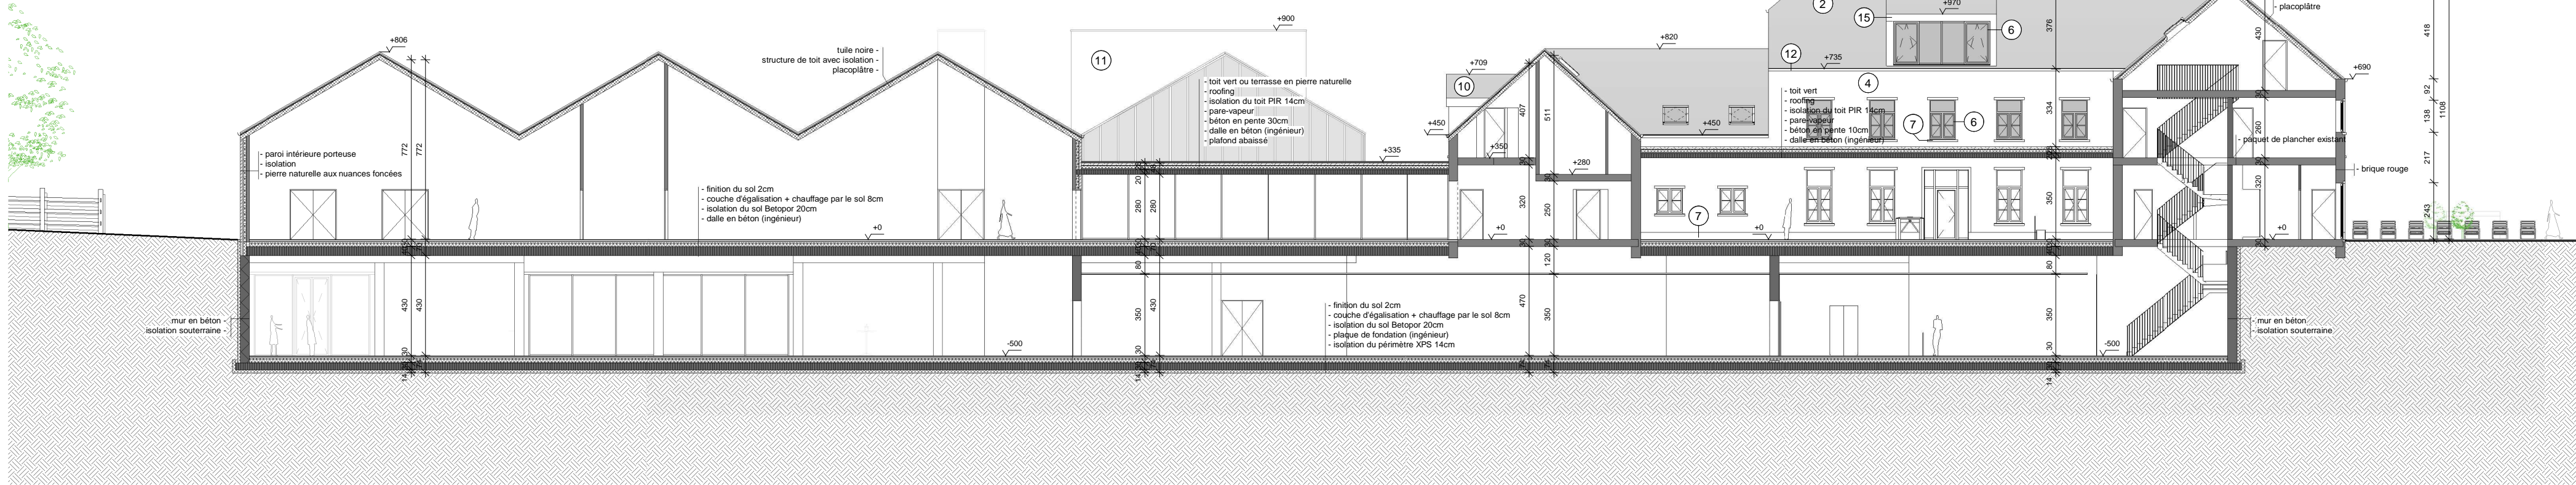 +806
tuile noire -
structure de toit avec isolation -
placoplâtre -
+900
11
- toit vert ou terrasse en pierre naturelle
- roofing
- isolation du toit PIR 14cm
- pare-vapeur
- béton en pente 30cm
- dalle en béton (ingénieur)
- plafond abaissé
+335
+450
+709
10
+350
407
511
+280
+820
+450
2
15
+970
6
376
12
+735
4
- toit vert
- roofing
- isolation du toit PIR 14cm
- pare-vapeur
- béton en pente 10cm
- dalle en béton (ingénieur)
7
6
334
430
- placoplâtre
418
+690
92
138
1108
217
243
260
- paquet de plancher existant
- brique rouge
320
+0
772
772
- paroi intérieure porteuse
- isolation
- pierre naturelle aux nuances foncées
- finition du sol 2cm
- couche d'égalisation + chauffage par le sol 8cm
- isolation du sol Betopor 20cm
- dalle en béton (ingénieur)
+0
20
280
280
320
250
+0
7
+0
350
430
430
80
350
430
120
470
350
80
350
mur en béton -
isolation souterraine -
- finition du sol 2cm
- couche d'égalisation + chauffage par le sol 8cm
- isolation du sol Betopor 20cm
- plaque de fondation (ingénieur)
- isolation du périmètre XPS 14cm
- mur en béton
- isolation souterraine
-500
-500
30
30
30
14
14
14